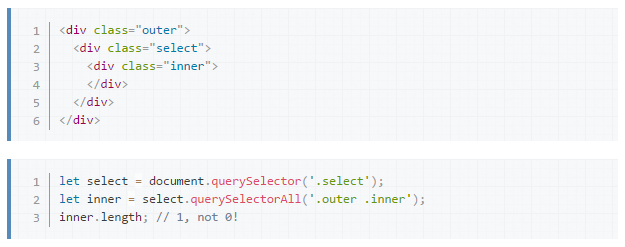 1 <div class="outer">
2   <div class="select">
3     <div class="inner">
4     </div>
5   </div>
6 </div>
1 let select = document.querySelector('.select');
2 let inner = select.querySelectorAll('.outer .inner');
3 inner.length; // 1, not 0!